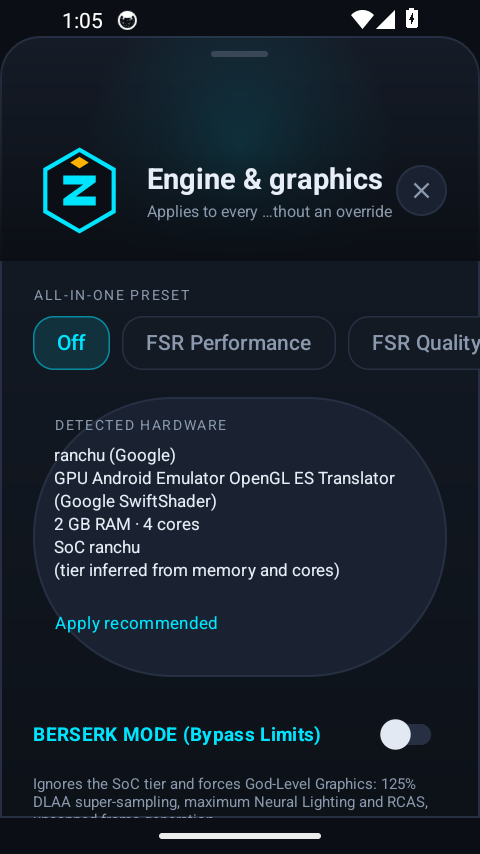 1:05
Engine & graphics
Applies to every …thout an override
ALL-IN-ONE PRESET
Off
FSR Performance
FSR Quality
DETECTED HARDWARE
ranchu (Google)
GPU Android Emulator OpenGL ES Translator
(Google SwiftShader)
2 GB RAM · 4 cores
SoC ranchu
(tier inferred from memory and cores)
Apply recommended
BERSERK MODE (Bypass Limits)
Ignores the SoC tier and forces God-Level Graphics: 125%
DLAA super-sampling, maximum Neural Lighting and RCAS,